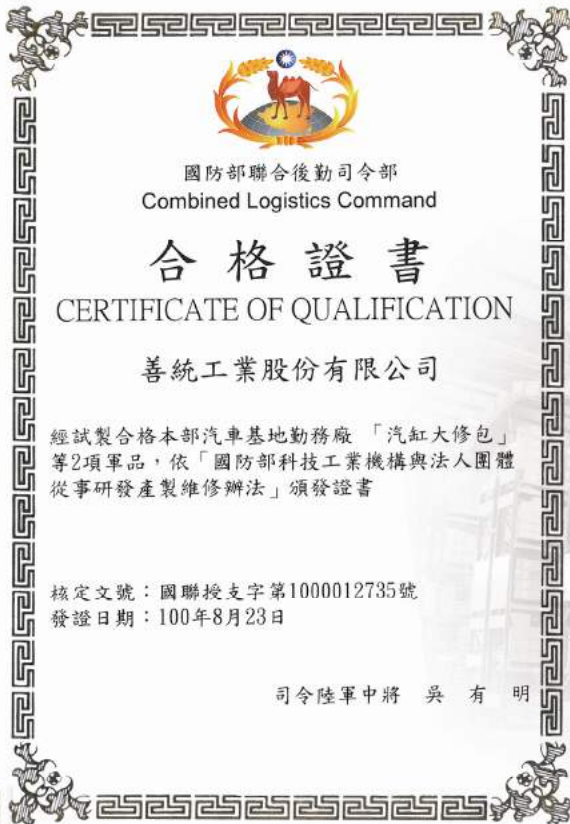 國防部聯合後勤司令部
Combined Logistics Command
合格證書
CERTIFICATE OF QUALIFICATION
善統工業股份有限公司
經試製合格本部汽車基地勤務廠「汽缸大修包」
等2項軍品,依「國防部科技工業機構與法人團體
從事研發產製維修辦法」頒發證書
核定文號:國聯授支字第1000012735號
發證日期:100年8月23日
司令陸軍中將 吳 有 明